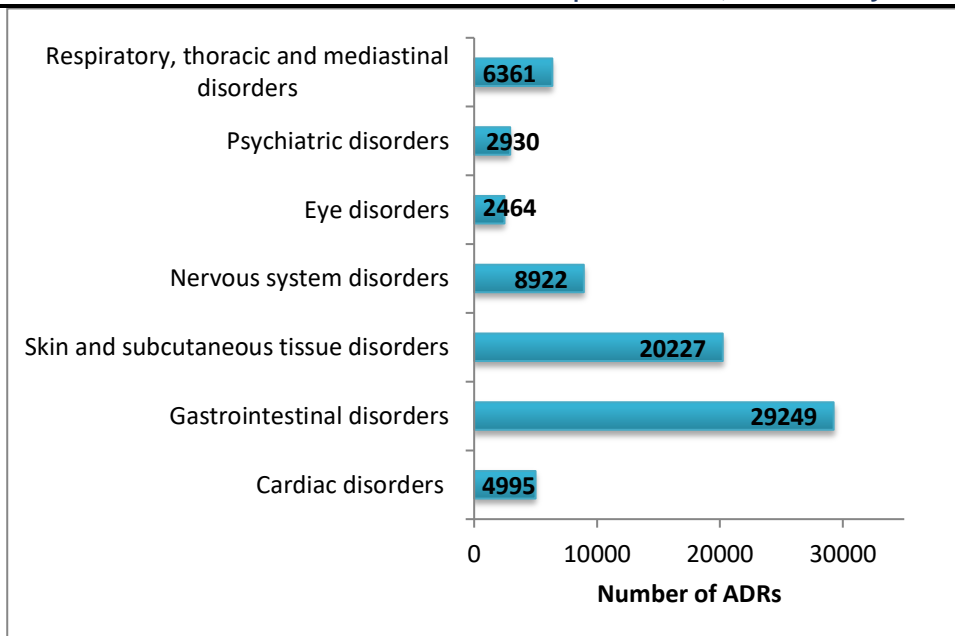 Respiratory, thoracic and mediastinal
disorders
6361
Psychiatric disorders
2930
Eye disorders
2464
Nervous system disorders
8922
Skin and subcutaneous tissue disorders
20227
Gastrointestinal disorders
29249
Cardiac disorders
4995
0 10000 20000 30000
Number of ADRs